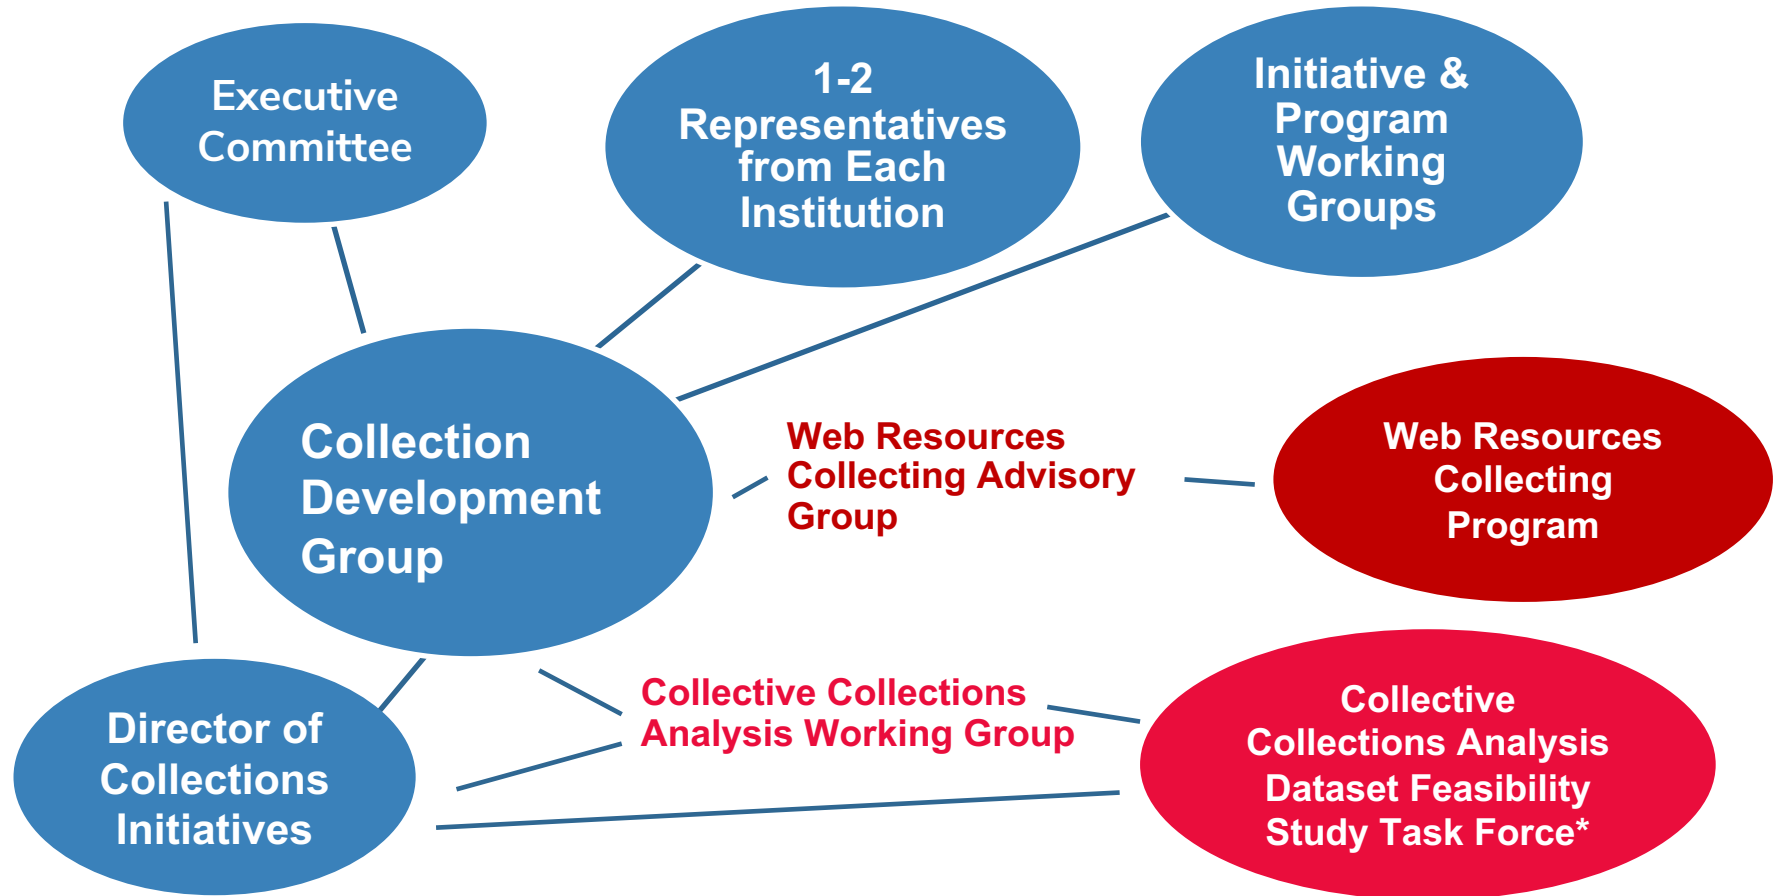 Executive
Committee
1-2
Representatives
from Each
Institution
Initiative &
Program
Working
Groups
Collection
Development
Group
Web Resources
Collecting Advisory
Group
Web Resources
Collecting
Program
Director of
Collections
Initiatives
Collective Collections
Analysis Working Group
Collective
Collections Analysis
Dataset Feasibility
Study Task Force*